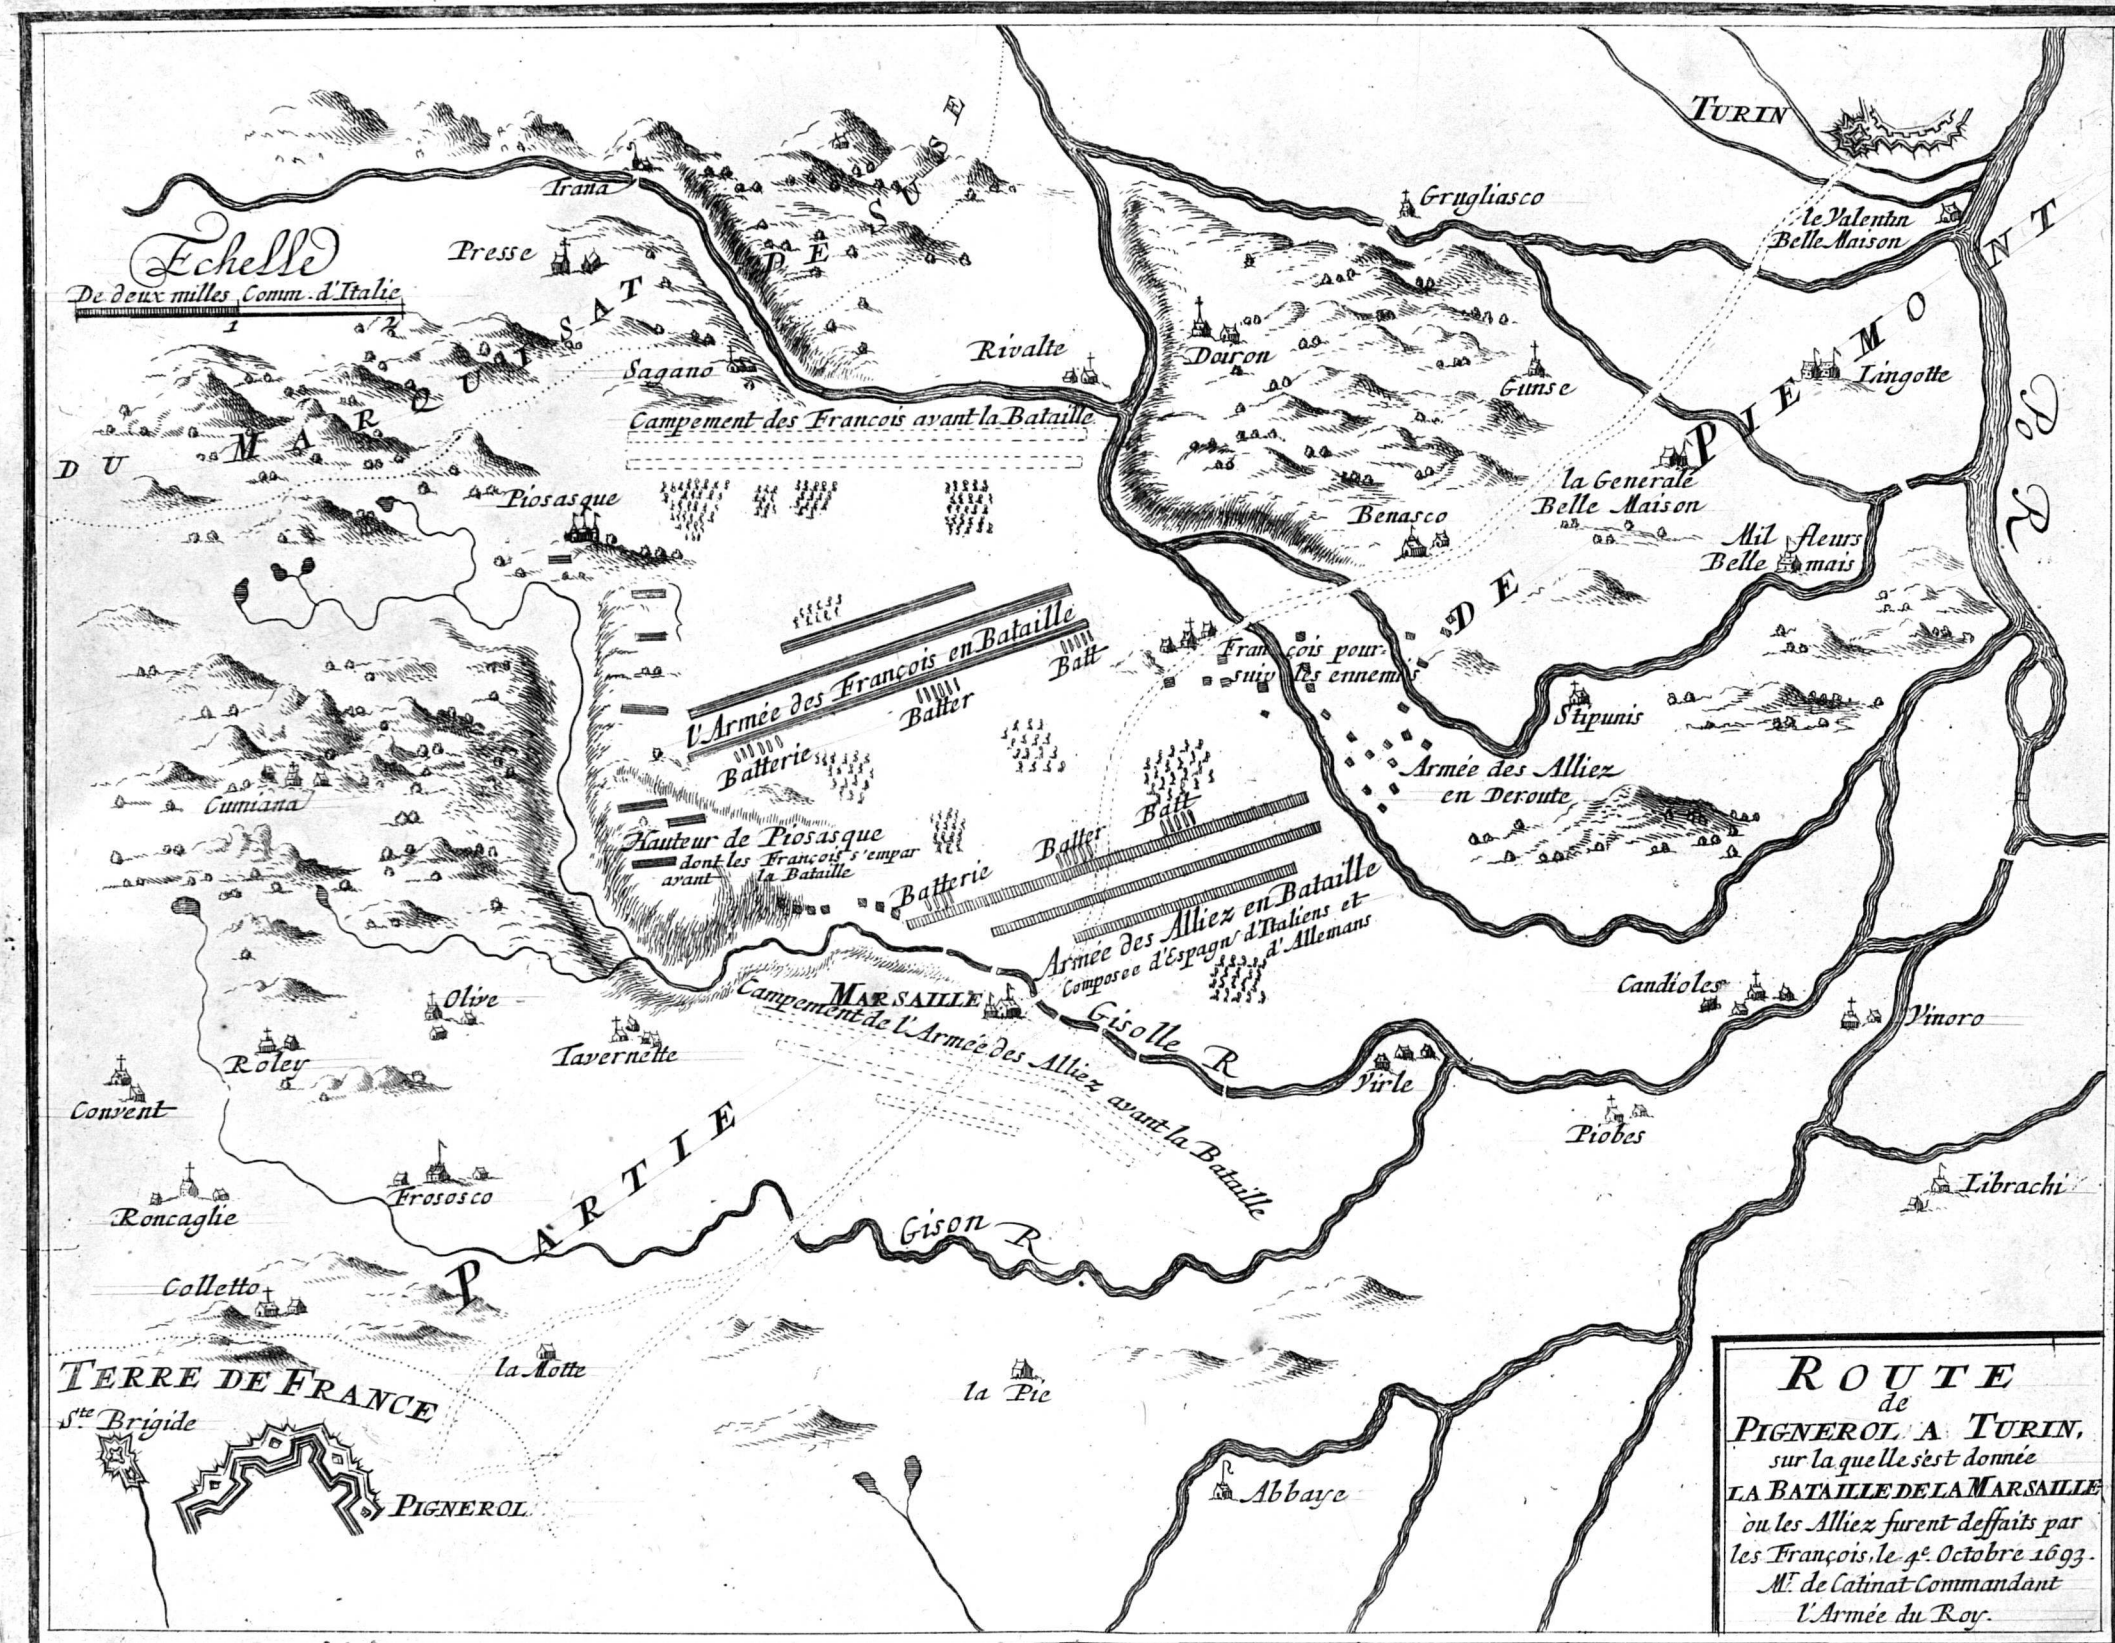 TURIN
le Valentin
Belle Maison
Grugliasco
Trana
Presse
Echelle
De deux milles Comm. d'Italie
1 2
DU MARQUISAT DE SUSE
Sagano
Rivalte
Doiron
Gunse
Lingotte
Po R
Campement des Francois avant la Bataille
Piosasque
la Generale
Belle Maison
Benasco
Mil fleurs
Belle mais
PARTIE DE PIEMONT
l'Armée des François en Bataille
Batterie
Batter
Batt
François pour-
suiv les ennemis
Stipunis
Armée des Alliez
en Deroute
Cumiana
Hauteur de Piosasque
dont les François s'empar
avant la Bataille
Batterie
Batter
Batt
Armée des Alliez en Bataille
Composee d'Espagn d'Italiens et
d'Allemans
Candioles
Vinoro
Olive
MARSAILLE
Campement de l'Armée des Alliez avant la Bataille
Gisolle R
Roley
Tavernette
Virle
Convent
Piobes
Frososco
Roncaglie
Librachi
Gison R
Colletto
la Motte
la Pie
TERRE DE FRANCE
Ste Brigide
PIGNEROL
Abbaye
ROUTE
de
PIGNEROL A TURIN,
sur la quelle s'est donnée
LA BATAILLE DE LA MARSAILLE
ou les Alliez furent deffaits par
les François, le 4e. Octobre 1693.
Mr. de Catinat Commandant
l'Armée du Roy.